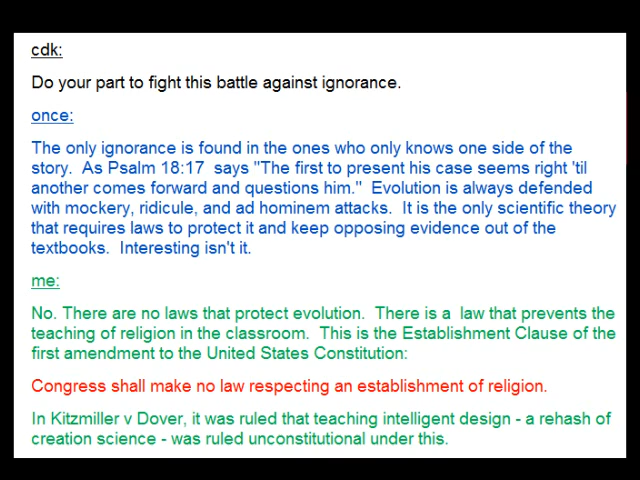 cdk:
Do your part to fight this battle against ignorance.
once:
The only ignorance is found in the ones who only knows one side of the
story.  As Psalm 18:17  says "The first to present his case seems right 'til
another comes forward and questions him."  Evolution is always defended
with mockery, ridicule, and ad hominem attacks.  It is the only scientific theory
that requires laws to protect it and keep opposing evidence out of the
textbooks.  Interesting isn't it.
me:
No. There are no laws that protect evolution.  There is a  law that prevents the
teaching of religion in the classroom.  This is the Establishment Clause of the
first amendment to the United States Constitution:
Congress shall make no law respecting an establishment of religion.
In Kitzmiller v Dover, it was ruled that teaching intelligent design - a rehash of
creation science - was ruled unconstitutional under this.